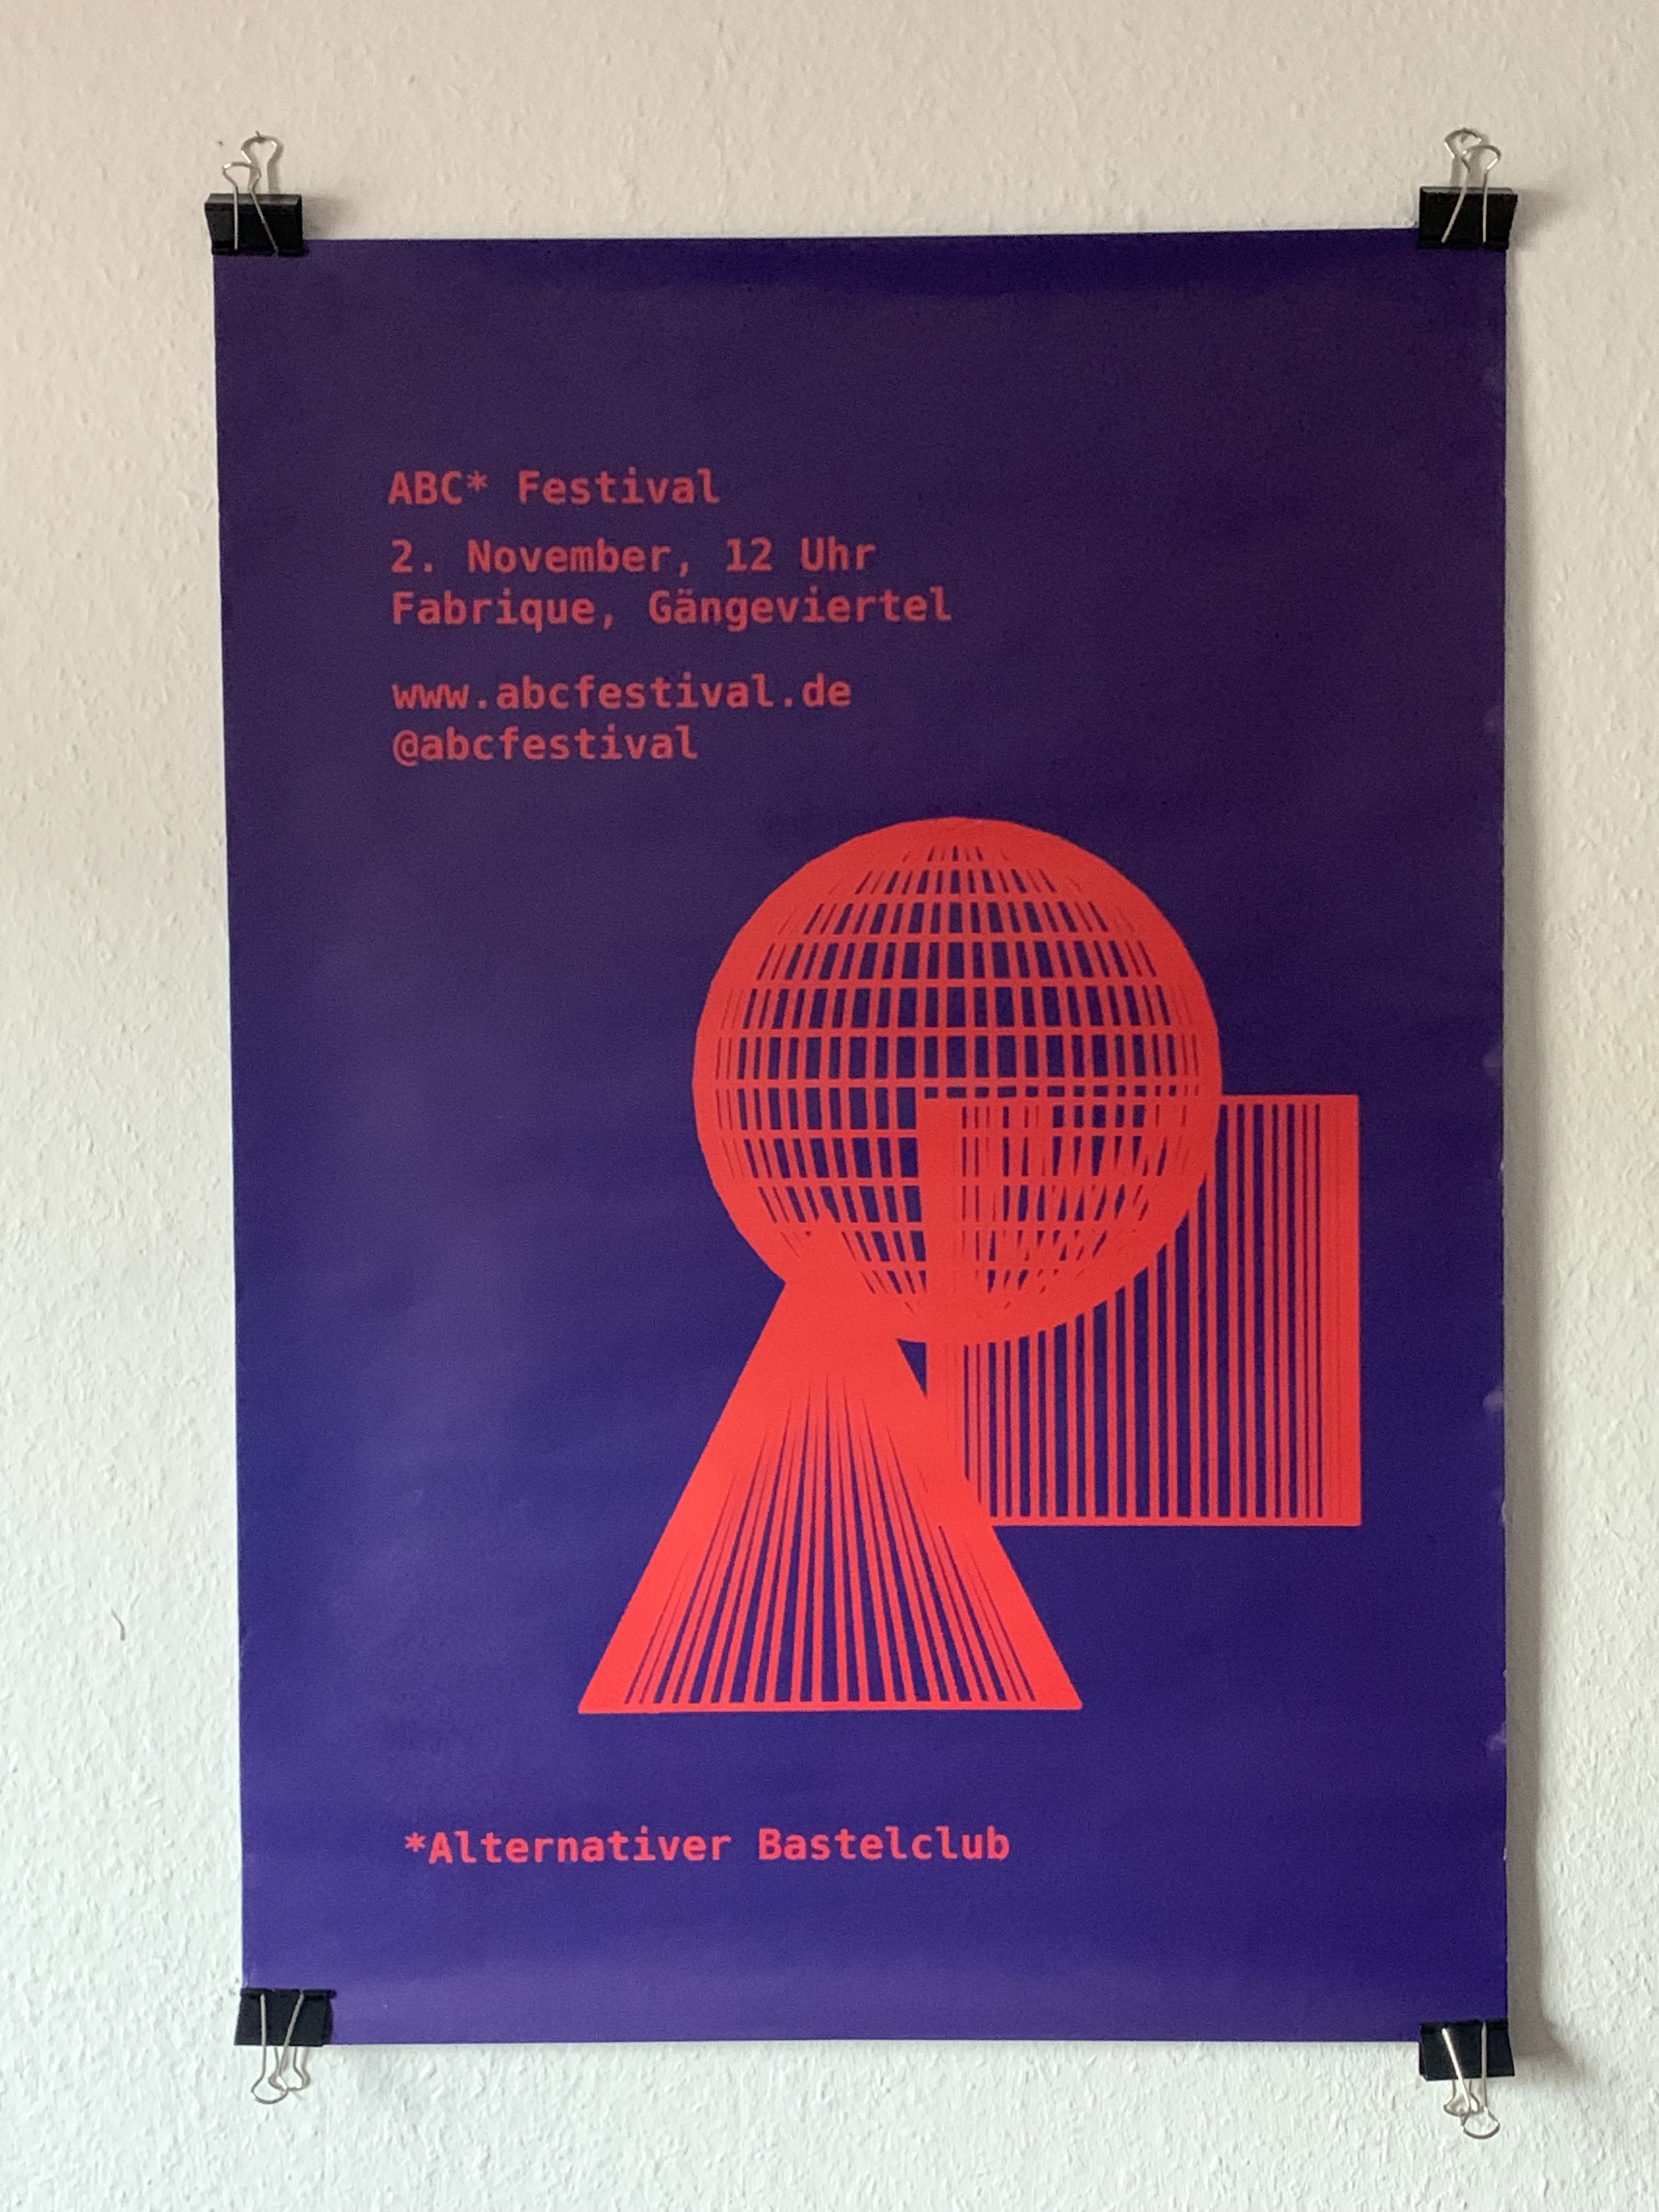 ABC* Festival
2. November, 12 Uhr
Fabrique, Gängeviertel
www.abcfestival.de
@abcfestival
*Alternativer Bastelclub